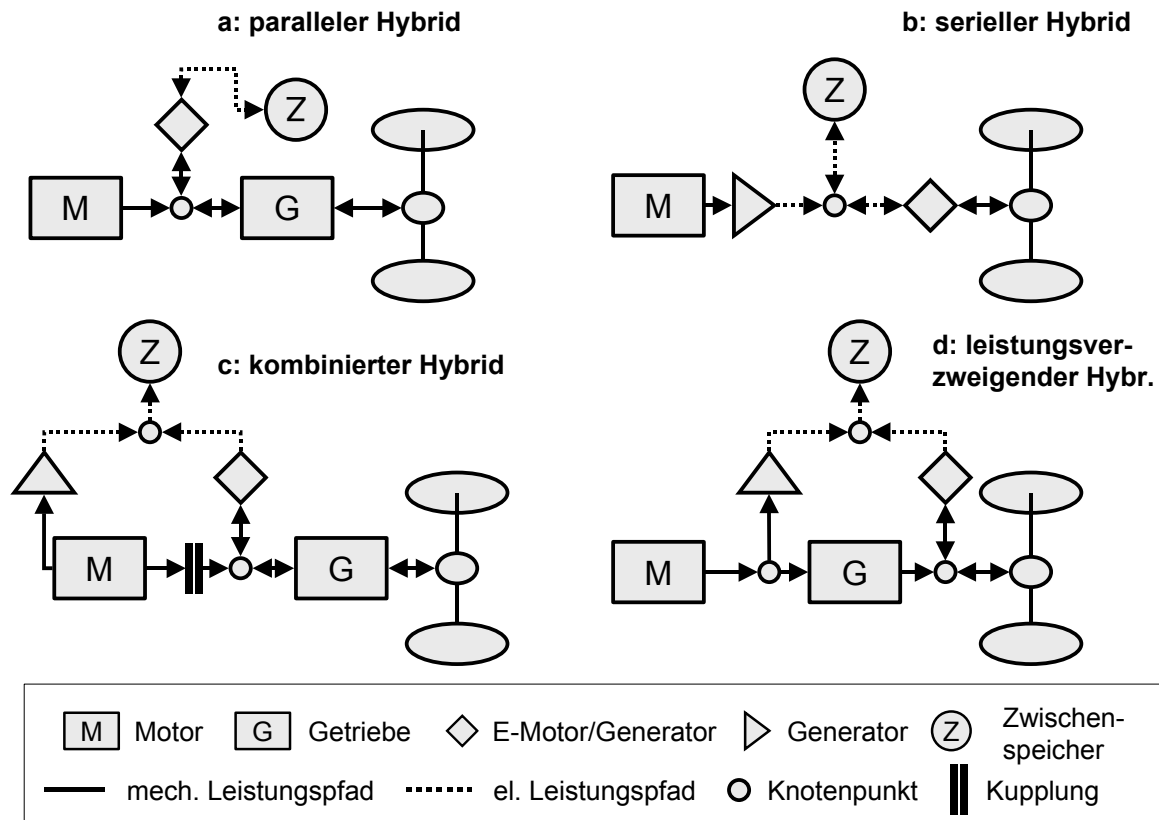 a: paralleler Hybrid
b: serieller Hybrid
Z
Z
M
G
M
Z
c: kombinierter Hybrid
Z
d: leistungsver-
zweigender Hybr.
M
G
M
G
M Motor
G Getriebe
E-Motor/Generator
Generator
Z Zwischen-
speicher
mech. Leistungspfad
el. Leistungspfad
Knotenpunkt
Kupplung